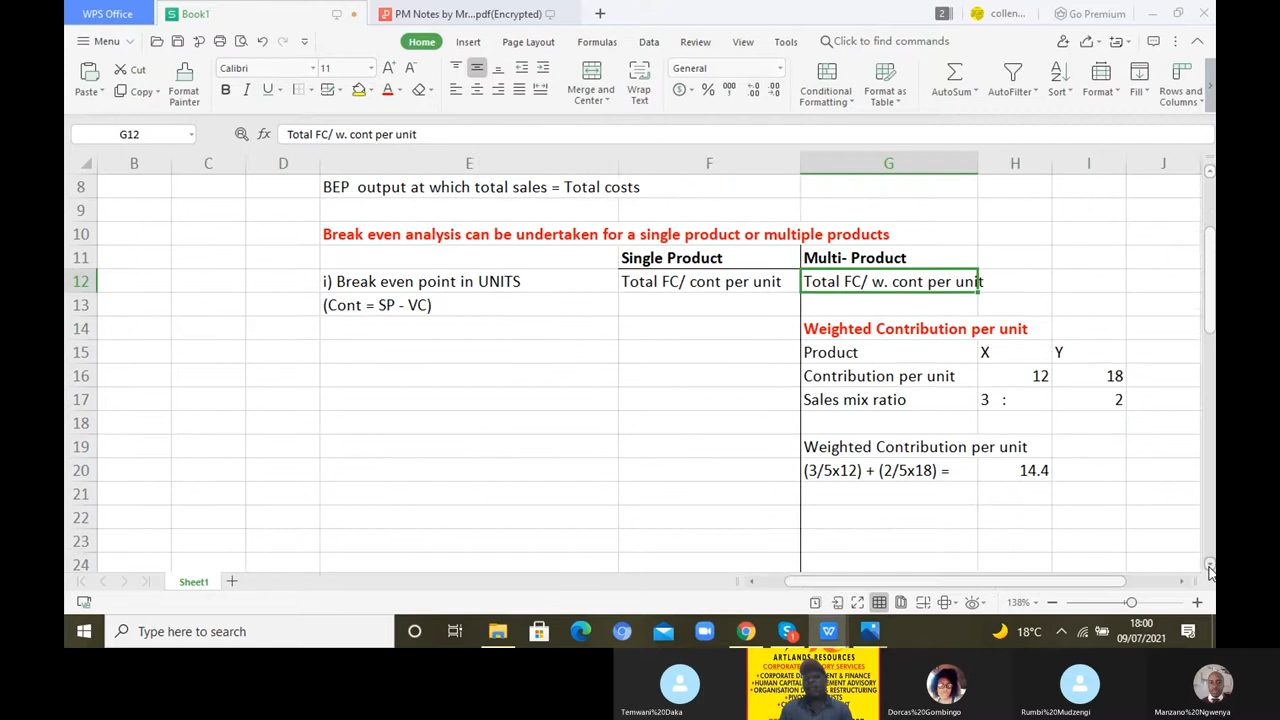 WPS Office
Book1
PM Notes by Mr...pdf(Encrypted)
2
collen...
Go Premium
Menu
Home
Insert
Page Layout
Formulas
Data
Review
View
Tools
Click to find commands
Paste
Cut
Copy
Format Painter
Calibri
11
Merge and Center
Wrap Text
General
Conditional Formatting
Format as Table
AutoSum
AutoFilter
Sort
Format
Fill
Rows and Columns
G12
Total FC/ w. cont per unit
B C D E F G H I J
8 BEP output at which total sales = Total costs
9
10 Break even analysis can be undertaken for a single product or multiple products
11 Single Product Multi- Product
12 i) Break even point in UNITS Total FC/ cont per unit Total FC/ w. cont per unit
13 (Cont = SP - VC)
14 Weighted Contribution per unit
15 Product X Y
16 Contribution per unit 12 18
17 Sales mix ratio 3 : 2
18
19 Weighted Contribution per unit
20 (3/5x12) + (2/5x18) = 14.4
21
22
23
24
Sheet1
138%
Type here to search
18°C
18:00
09/07/2021
ARTLANDS RESOURCES
Temwani%20Daka
Dorcas%20Gombingo
Rumbi%20Mudzengi
Manzano%20Ngwenya